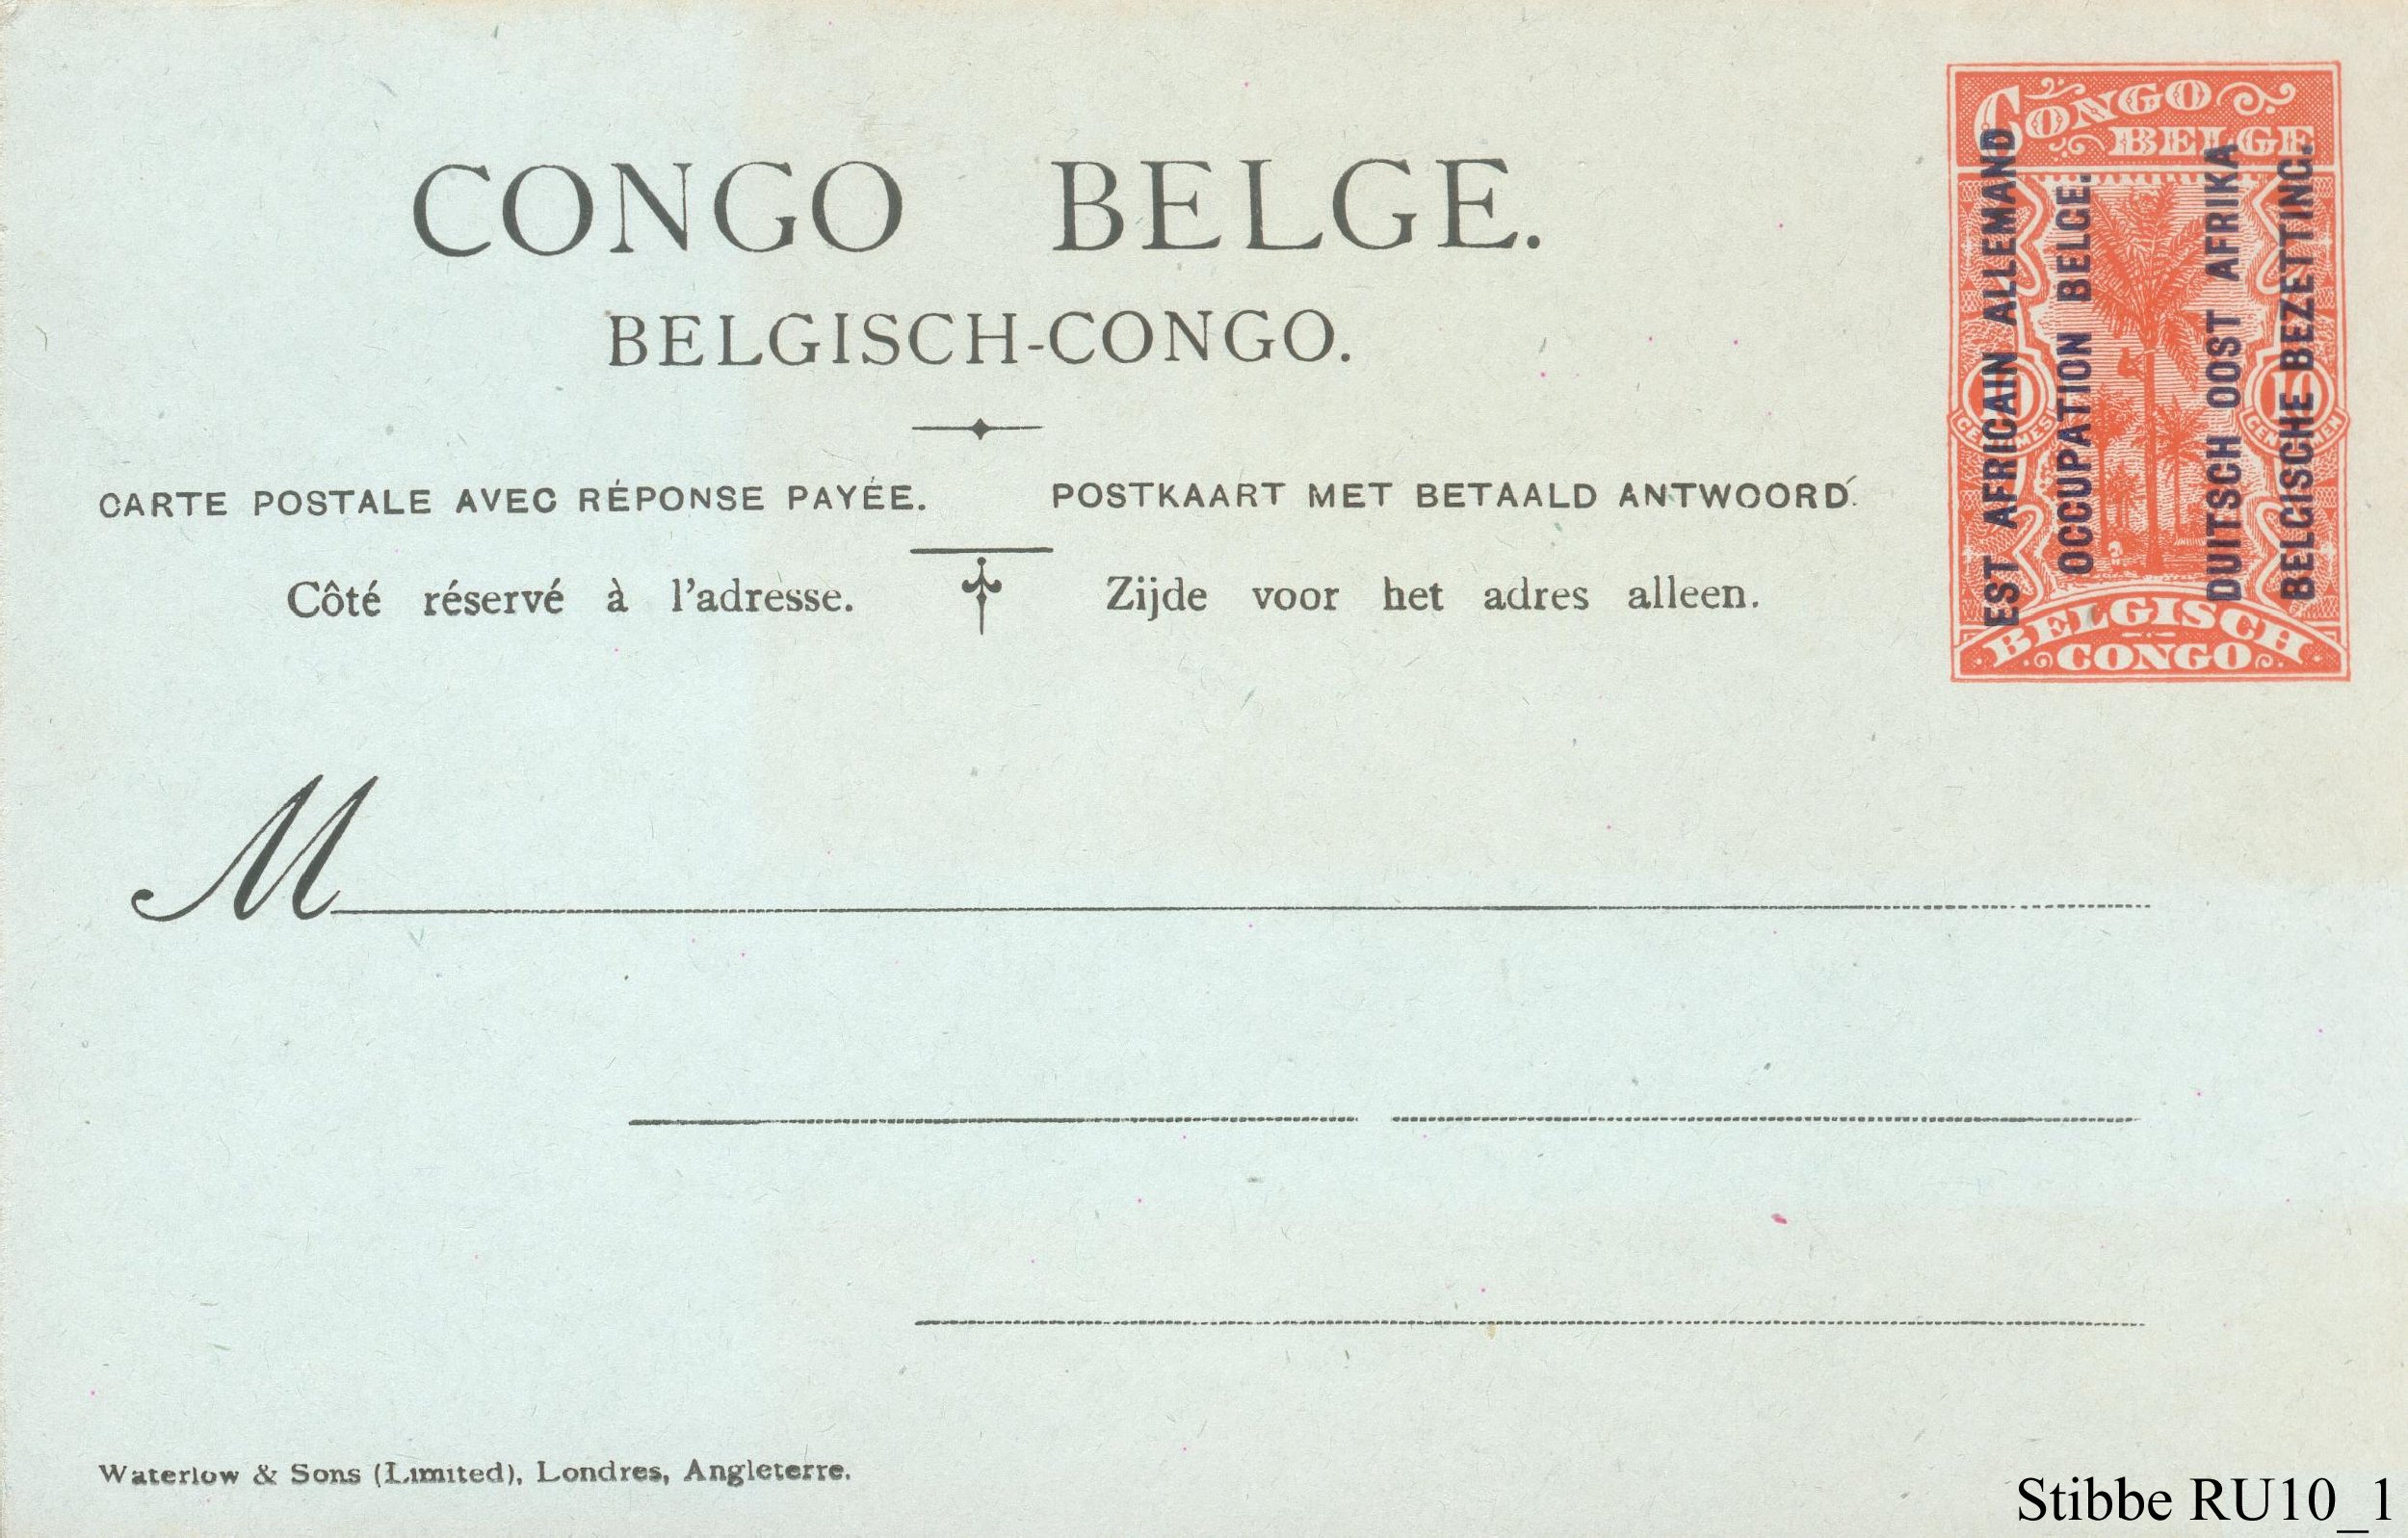 CONGO BELGE.
BELGISCH-CONGO.
CARTE POSTALE AVEC RÉPONSE PAYÉE. POSTKAART MET BETAALD ANTWOORD.
Côté réservé à l'adresse. Zijde voor het adres alleen.
CONGO
BELGE
EST AFRICAIN ALLEMAND
OCCUPATION BELGE.
DUITSCH OOST AFRIKA
BELGISCHE BEZETTING.
10
10
BELGISCH
CONGO
M
Waterlow & Sons (Limited), Londres, Angleterre.
Stibbe RU10_1